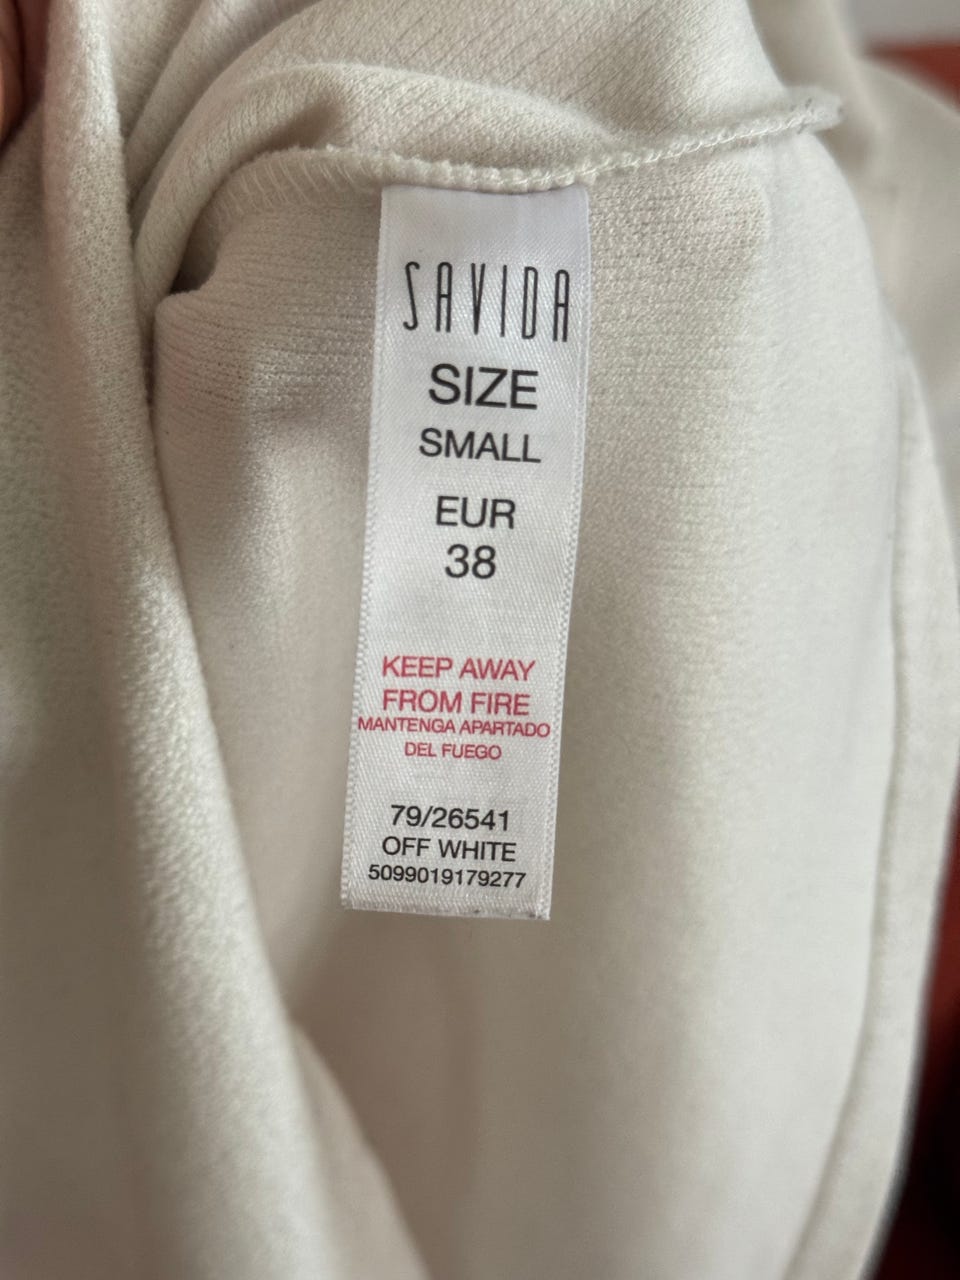 SAVIDA
SIZE
SMALL
EUR
38
KEEP AWAY
FROM FIRE
MANTENGA APARTADO
DEL FUEGO
79/26541
OFF WHITE
5099019179277